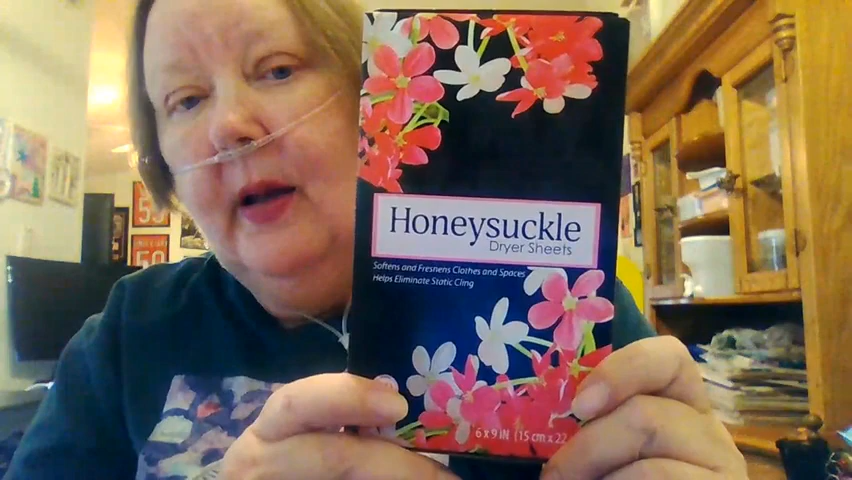 Honeysuckle
Dryer Sheets
Softens and Freshens Clothes and Spaces
Helps Eliminate Static Cling
6 x 9 IN (15 cm x 22